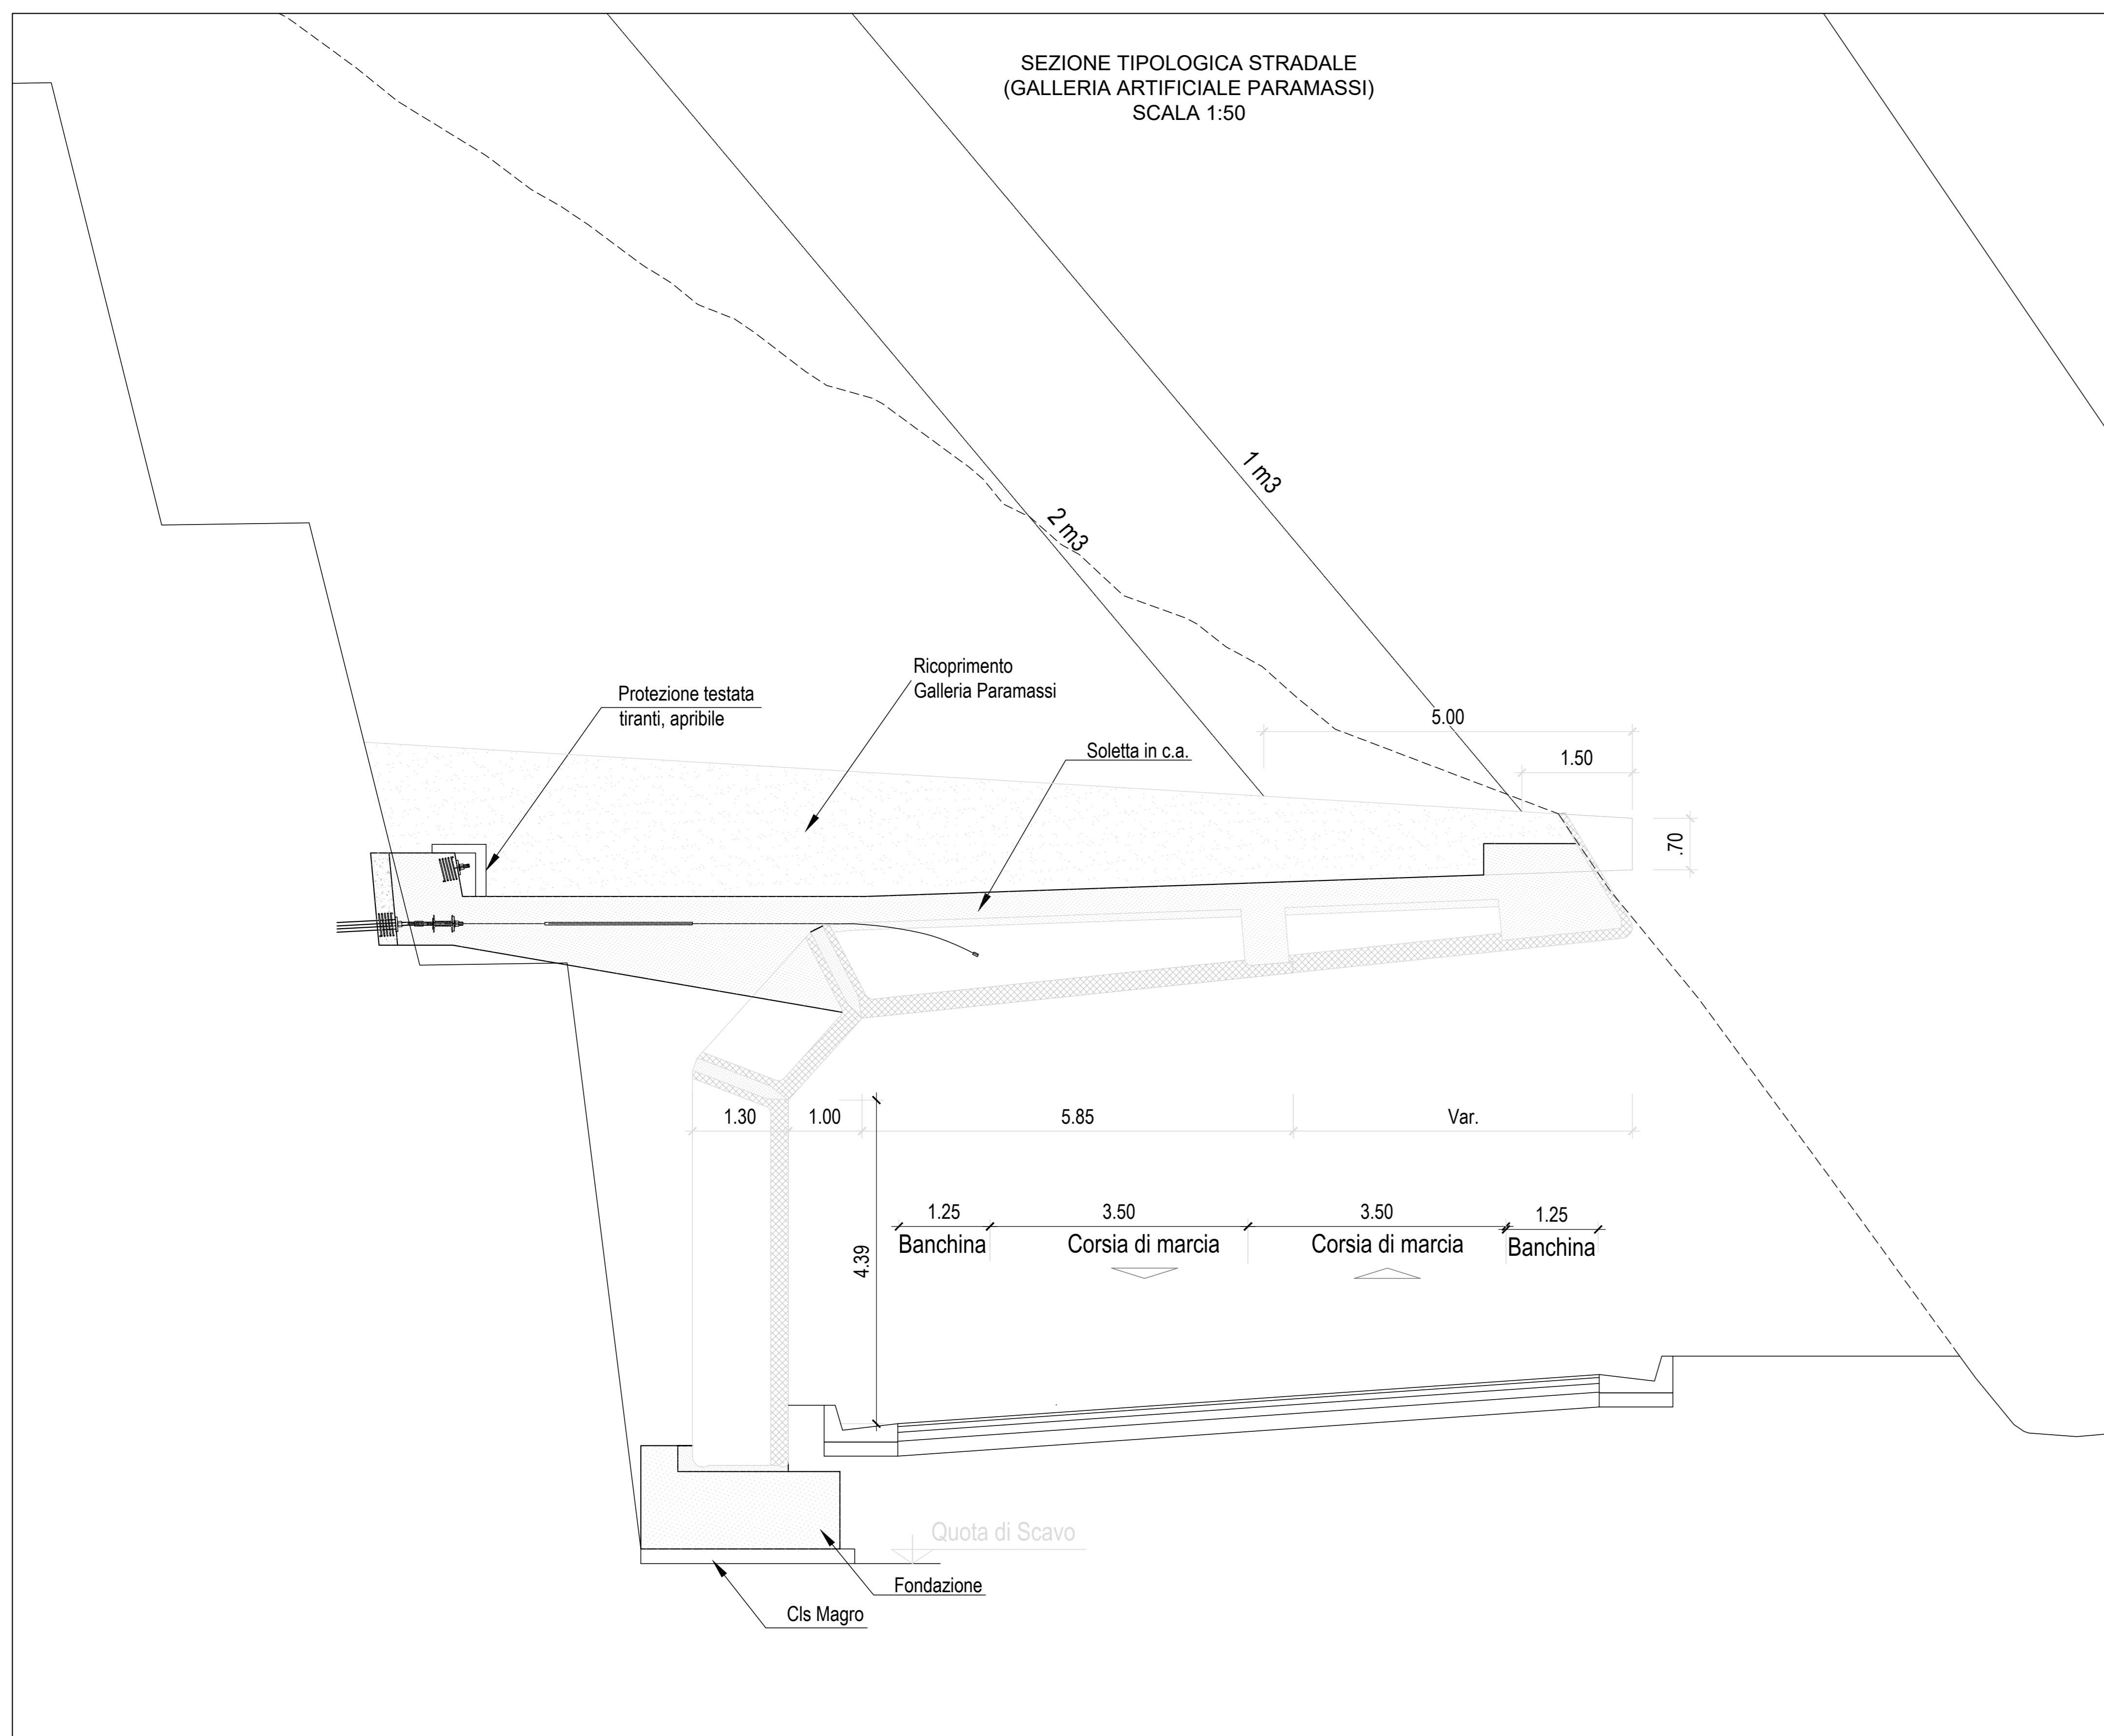 SEZIONE TIPOLOGICA STRADALE
(GALLERIA ARTIFICIALE PARAMASSI)
SCALA 1:50
1 m3
2 m3
Ricoprimento
Galleria Paramassi
Protezione testata
tiranti, apribile
5.00
Soletta in c.a.
1.50
.70
1.30
1.00
5.85
Var.
4.39
1.25
3.50
3.50
1.25
Banchina
Corsia di marcia
Corsia di marcia
Banchina
Quota di Scavo
Fondazione
Cls Magro